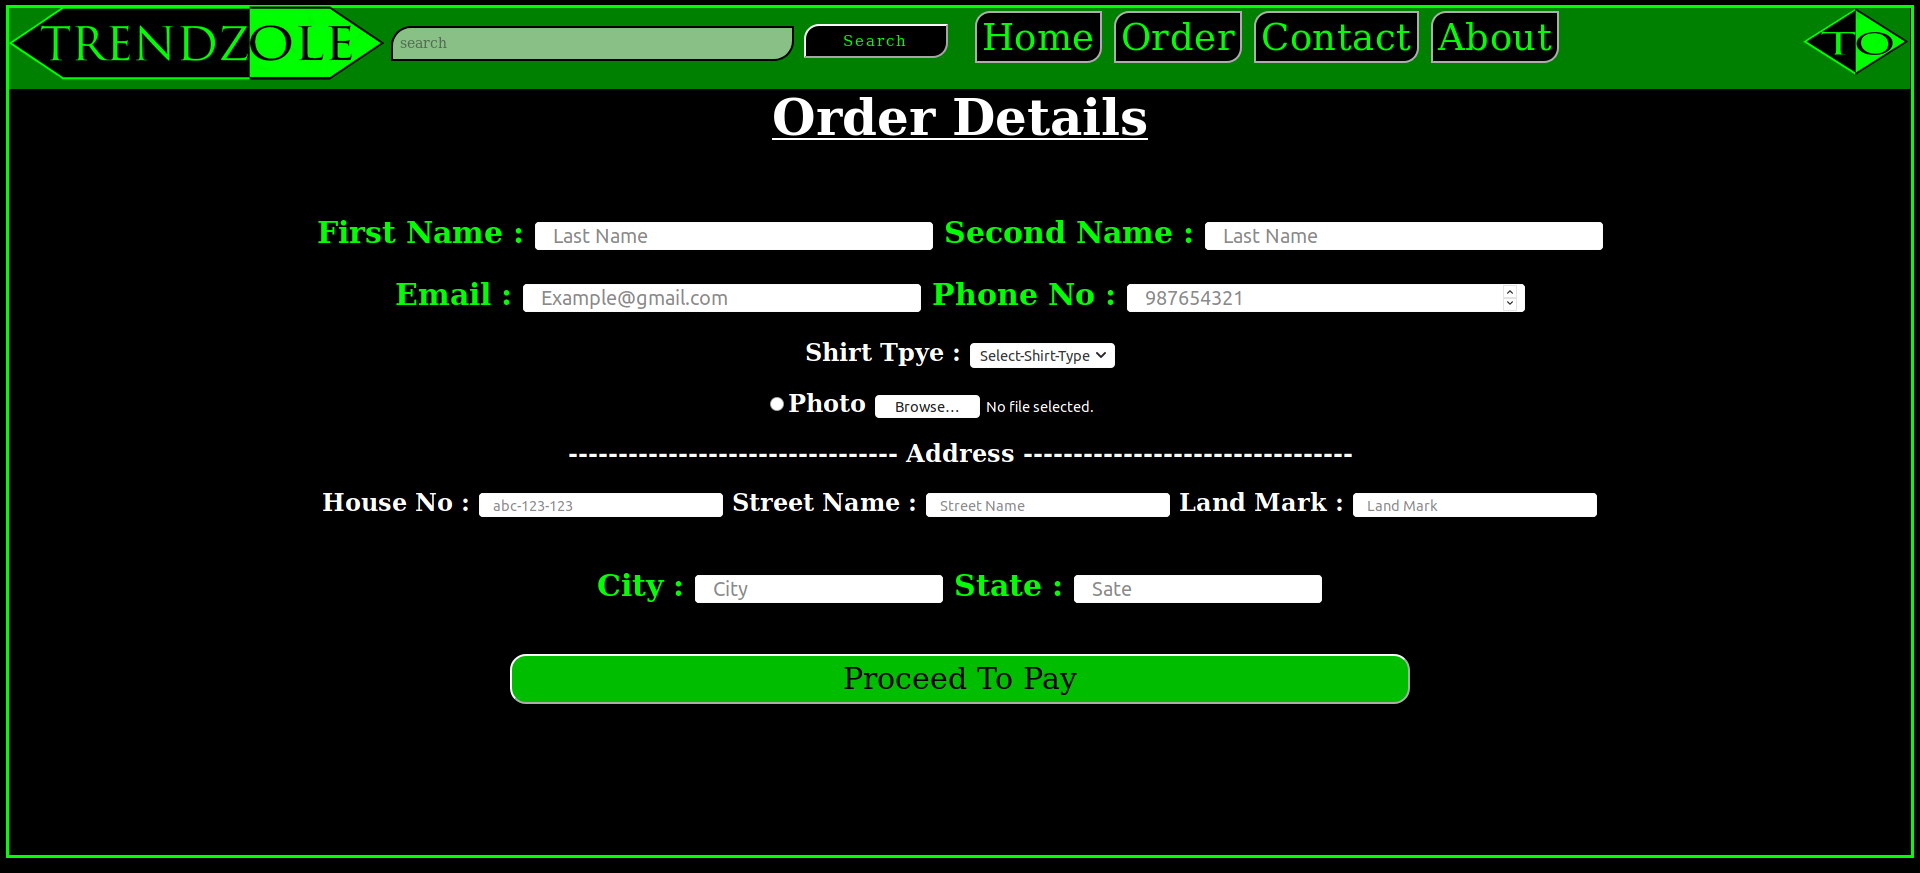 TRENDZOLE search Search Home Order Contact About TO
Order Details
First Name : Last Name Second Name : Last Name
Email : Example@gmail.com Phone No : 987654321
Shirt Tpye : Select-Shirt-Type
Photo Browse... No file selected.
--------------------------------- Address ---------------------------------
House No : abc-123-123 Street Name : Street Name Land Mark : Land Mark
City : City State : Sate
Proceed To Pay